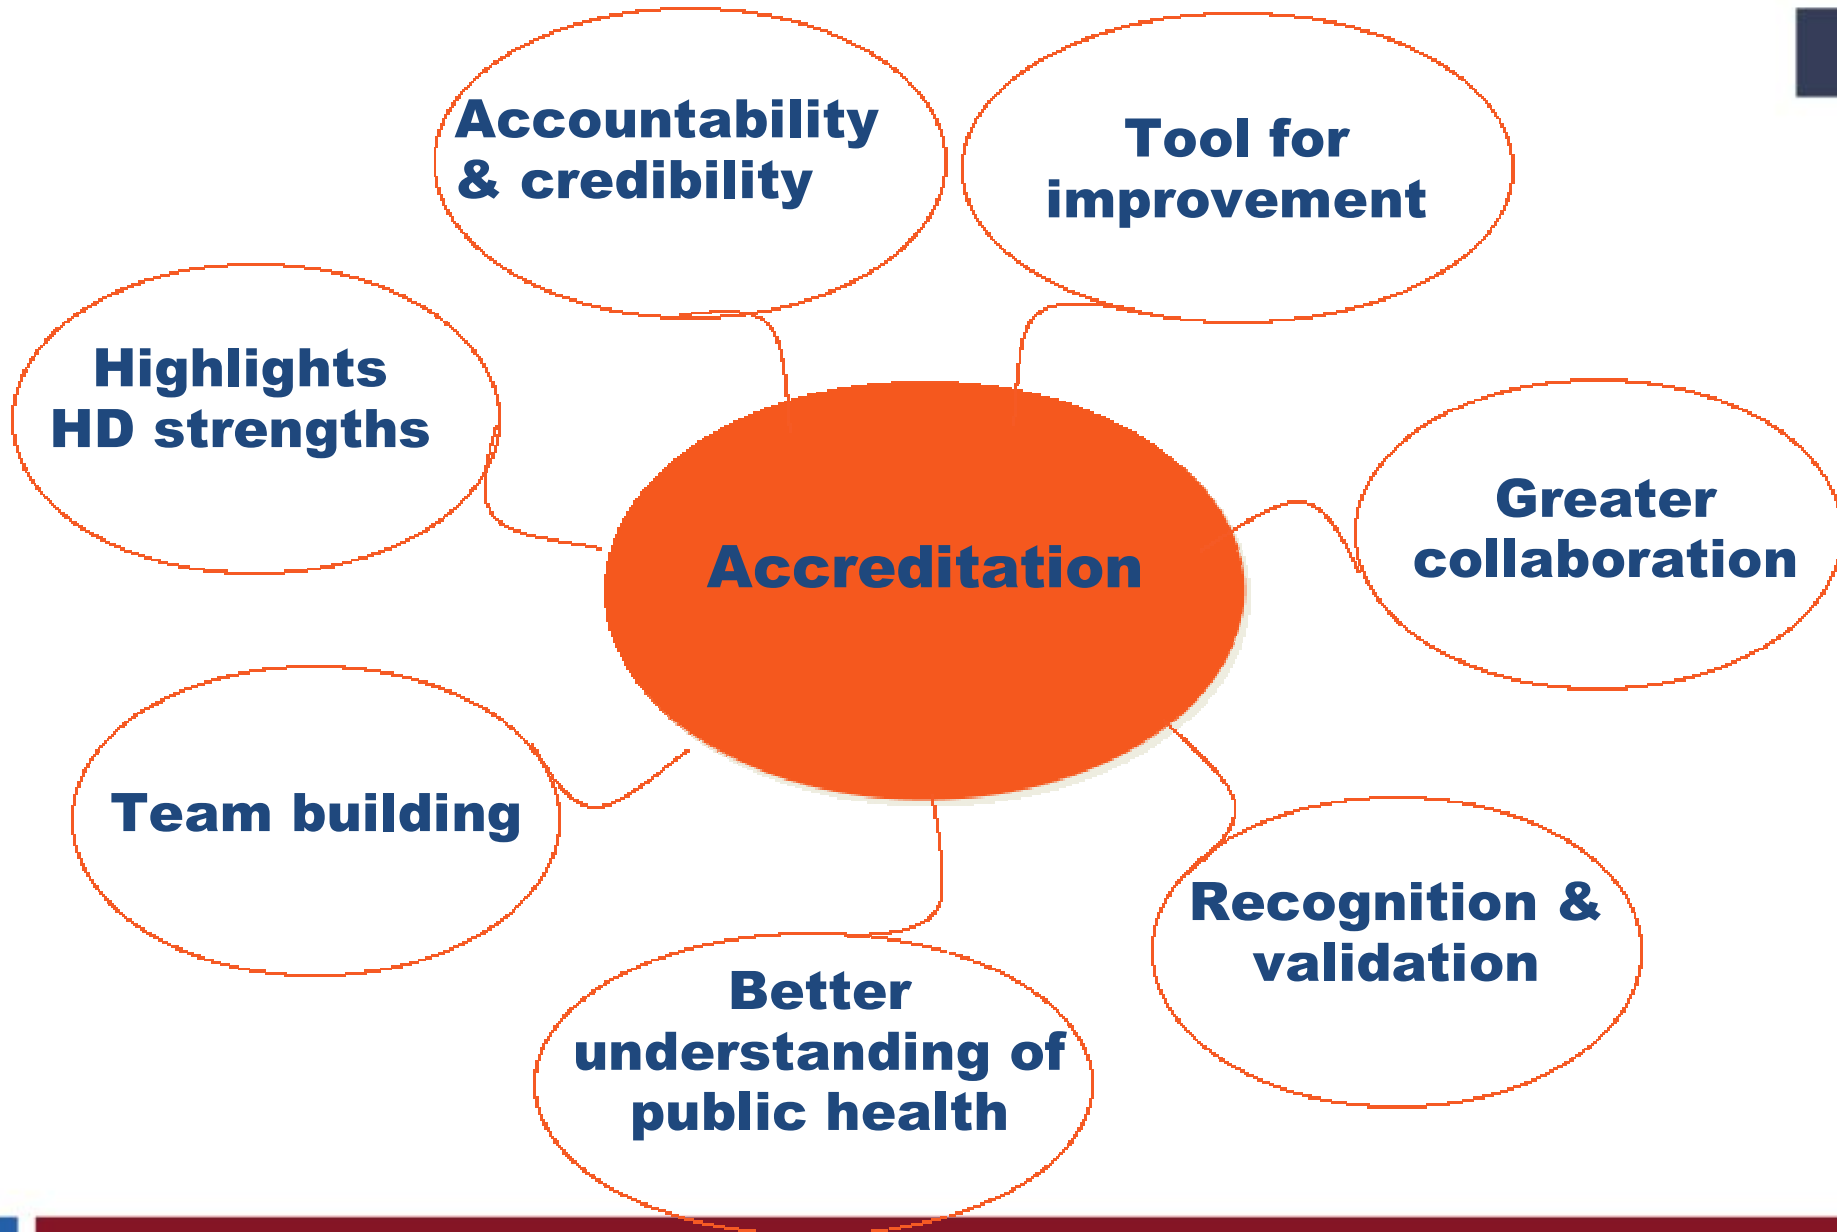 Accountability
& credibility
Tool for
improvement
Highlights
HD strengths
Greater
collaboration
Accreditation
Team building
Recognition &
validation
Better
understanding of
public health